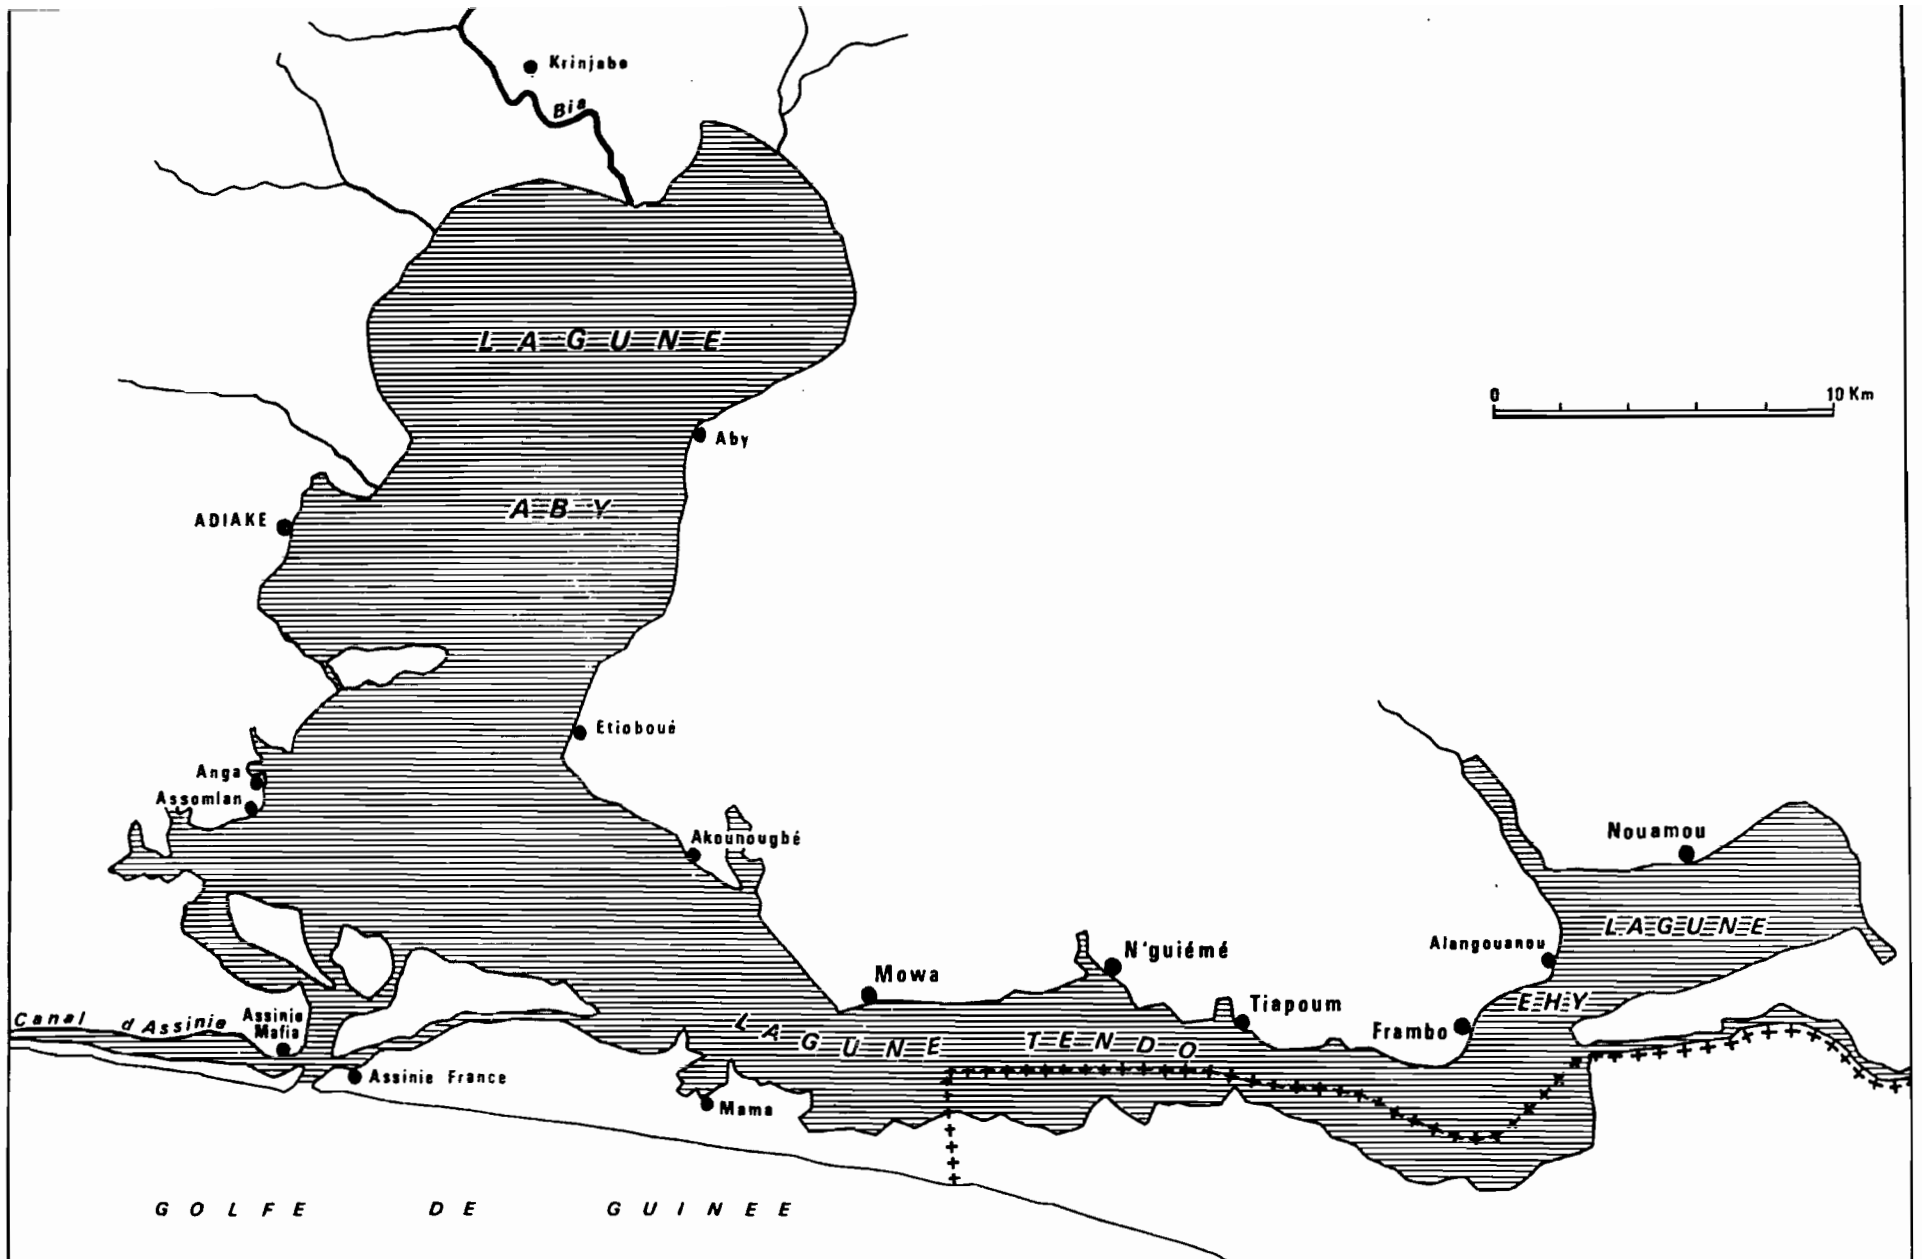 Krinjabo
Bia
LAGUNE
0 10 Km
Aby
ABY
ADIAKE
Etioboué
Anga
Assomlan
Akounougbé
Nouamou
LAGUNE
Alangouanou
N'guiémé
Mowa
EHY
Tiapoum
Frambo
Canal d'Assinie
Assinie
Mafia
LAGUNE TENDO
Assinie France
Mama
GOLFE DE GUINEE